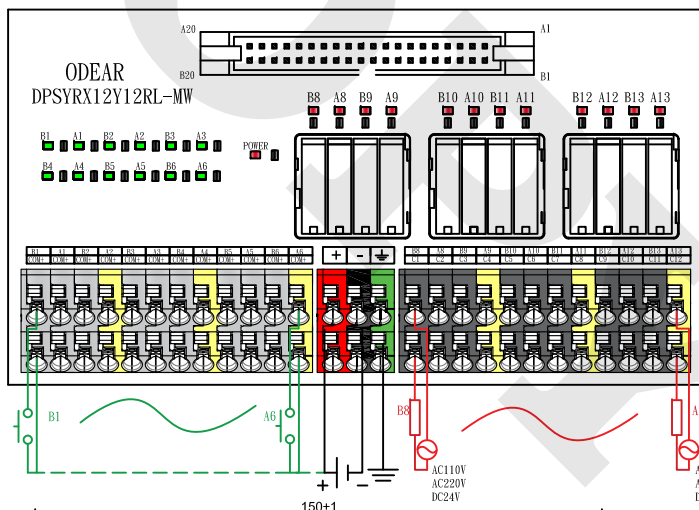 A20
A1
ODEAR
B20
B1
DPSYRX12Y12RL-MW
B8 A8 B9 A9
B10 A10 B11 A11
B12 A12 B13 A13
B1 A1 B2 A2 B3 A3
POWER
B4 A4 B5 A5 B6 A6
B1 A1 B2 A2 B3 A3 B4 A4 B5 A5 B6 A6
COM+ COM+ COM+ COM+ COM+ COM+ COM+ COM+ COM+ COM+ COM+ COM+
+ -
B8 A8 B9 A9 B10 A10 B11 A11 B12 A12 B13 A13
C1 C2 C3 C4 C5 C6 C7 C8 C9 C10 C11 C12
B1
A6
B8
A
+ -
AC110V
AC220V
DC24V
A
A
D
150±1